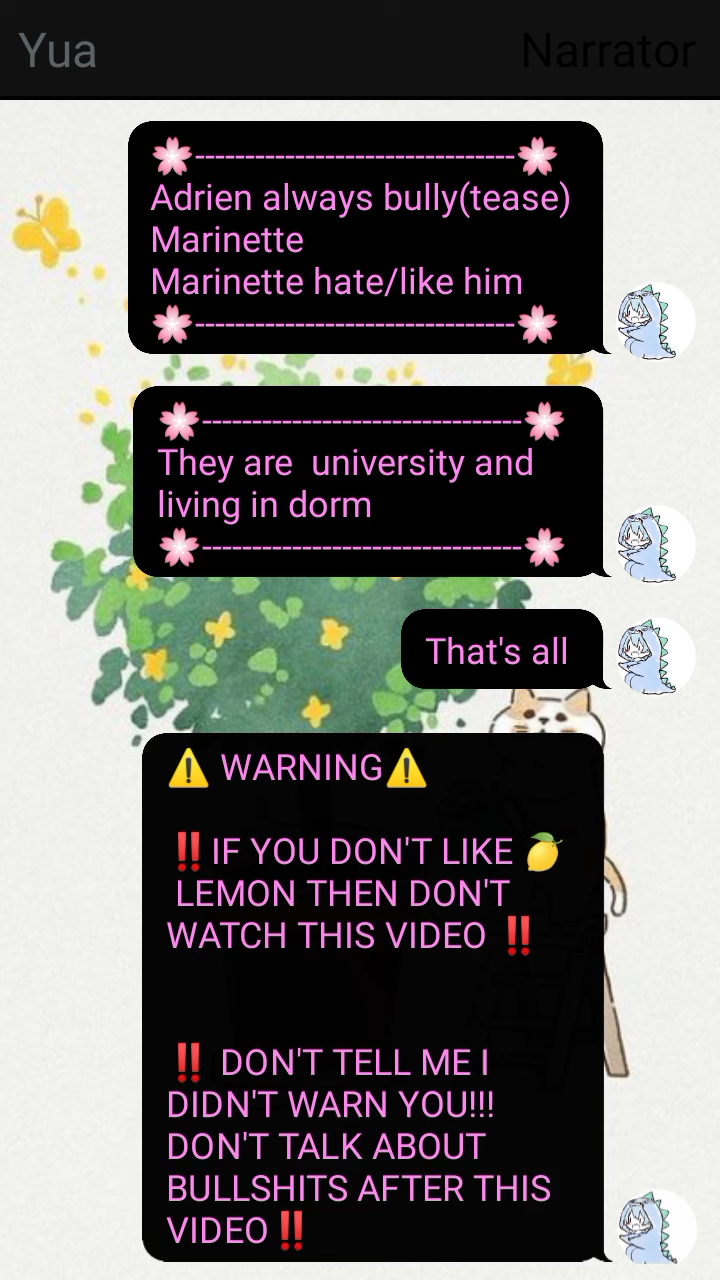 Yua Narrator
🌸--------------------------------🌸
Adrien always bully(tease)
Marinette
Marinette hate/like him
🌸--------------------------------🌸
🌸--------------------------------🌸
They are  university and
living in dorm
🌸--------------------------------🌸
That's all
⚠️ WARNING⚠️
‼️IF YOU DON'T LIKE 🍋
LEMON THEN DON'T
WATCH THIS VIDEO ‼️
‼️ DON'T TELL ME I
DIDN'T WARN YOU!!!
DON'T TALK ABOUT
BULLSHITS AFTER THIS
VIDEO‼️